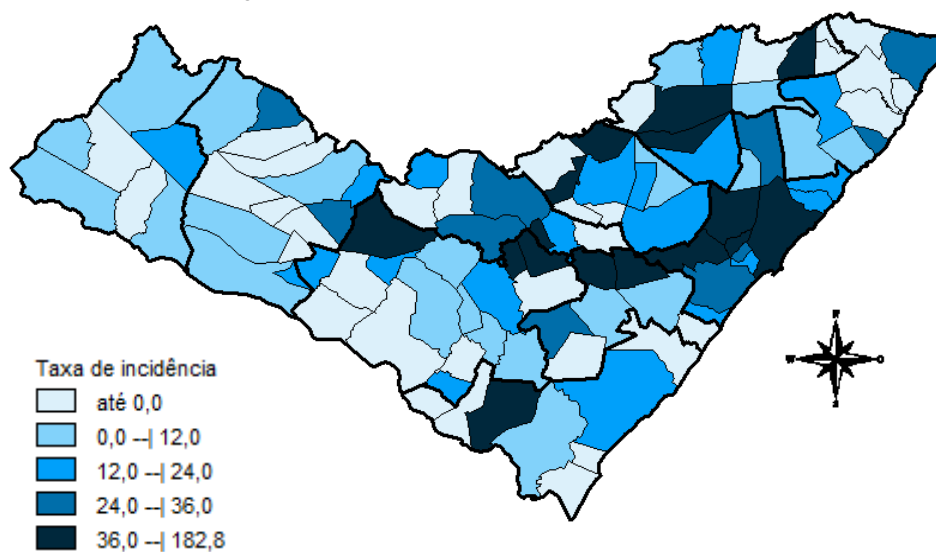 Taxa de incidência
até 0,0
0,0 --| 12,0
12,0 --| 24,0
24,0 --| 36,0
36,0 --| 182,8
W
O